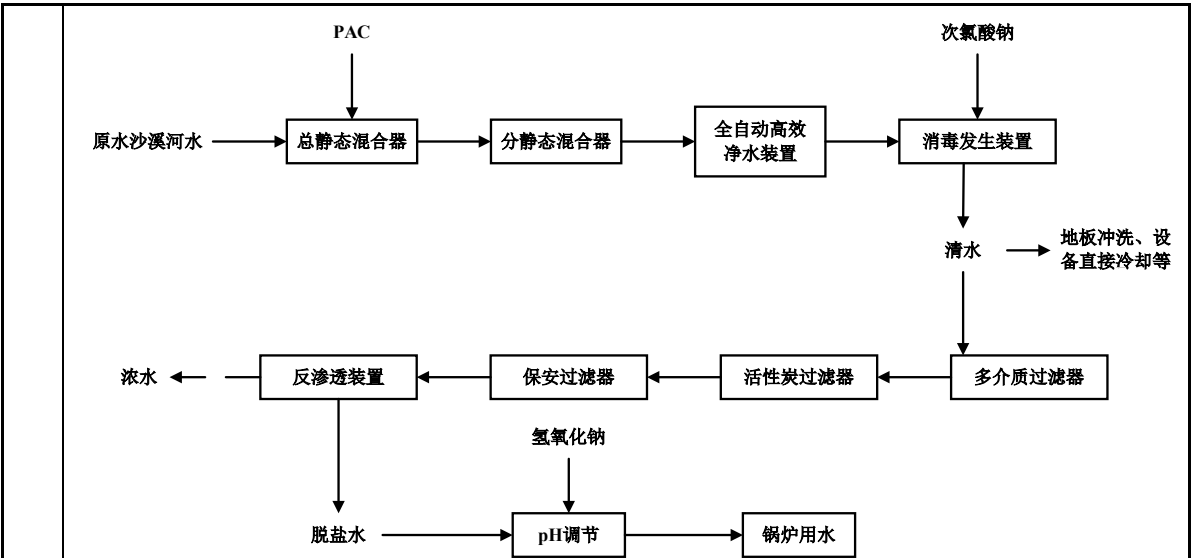 PAC
次氯酸钠
原水沙溪河水
总静态混合器
分静态混合器
全自动高效
净水装置
消毒发生装置
清水
地板冲洗、设
备直接冷却等
浓水
反渗透装置
保安过滤器
活性炭过滤器
多介质过滤器
氢氧化钠
脱盐水
pH调节
锅炉用水